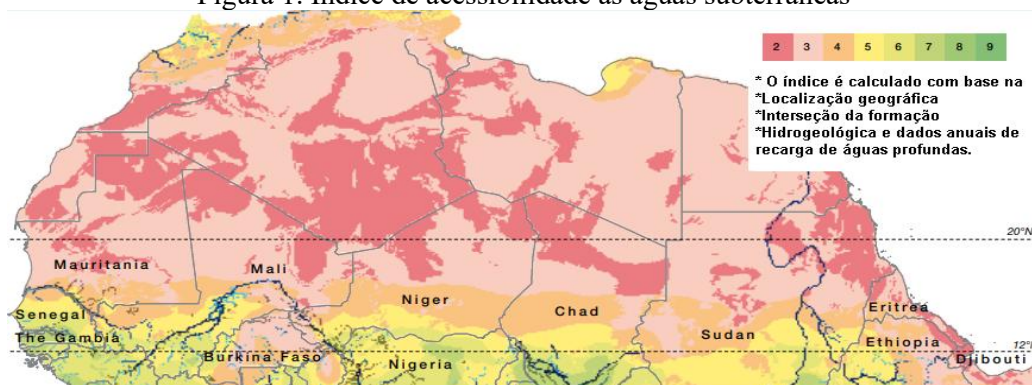 Figura 1: Índice de acessibilidade às águas subterrâneas
2 3 4 5 6 7 8 9
* O índice é calculado com base na
*Localização geográfica
*Interseção da formação
*Hidrogeológica e dados anuais de
recarga de águas profundas.
20°N
Mauritania
Mali
Niger
Chad
Eritrea
Senegal
Sudan
The Gambia
Ethiopia
12°
Burkina Faso
Nigeria
Djibouti